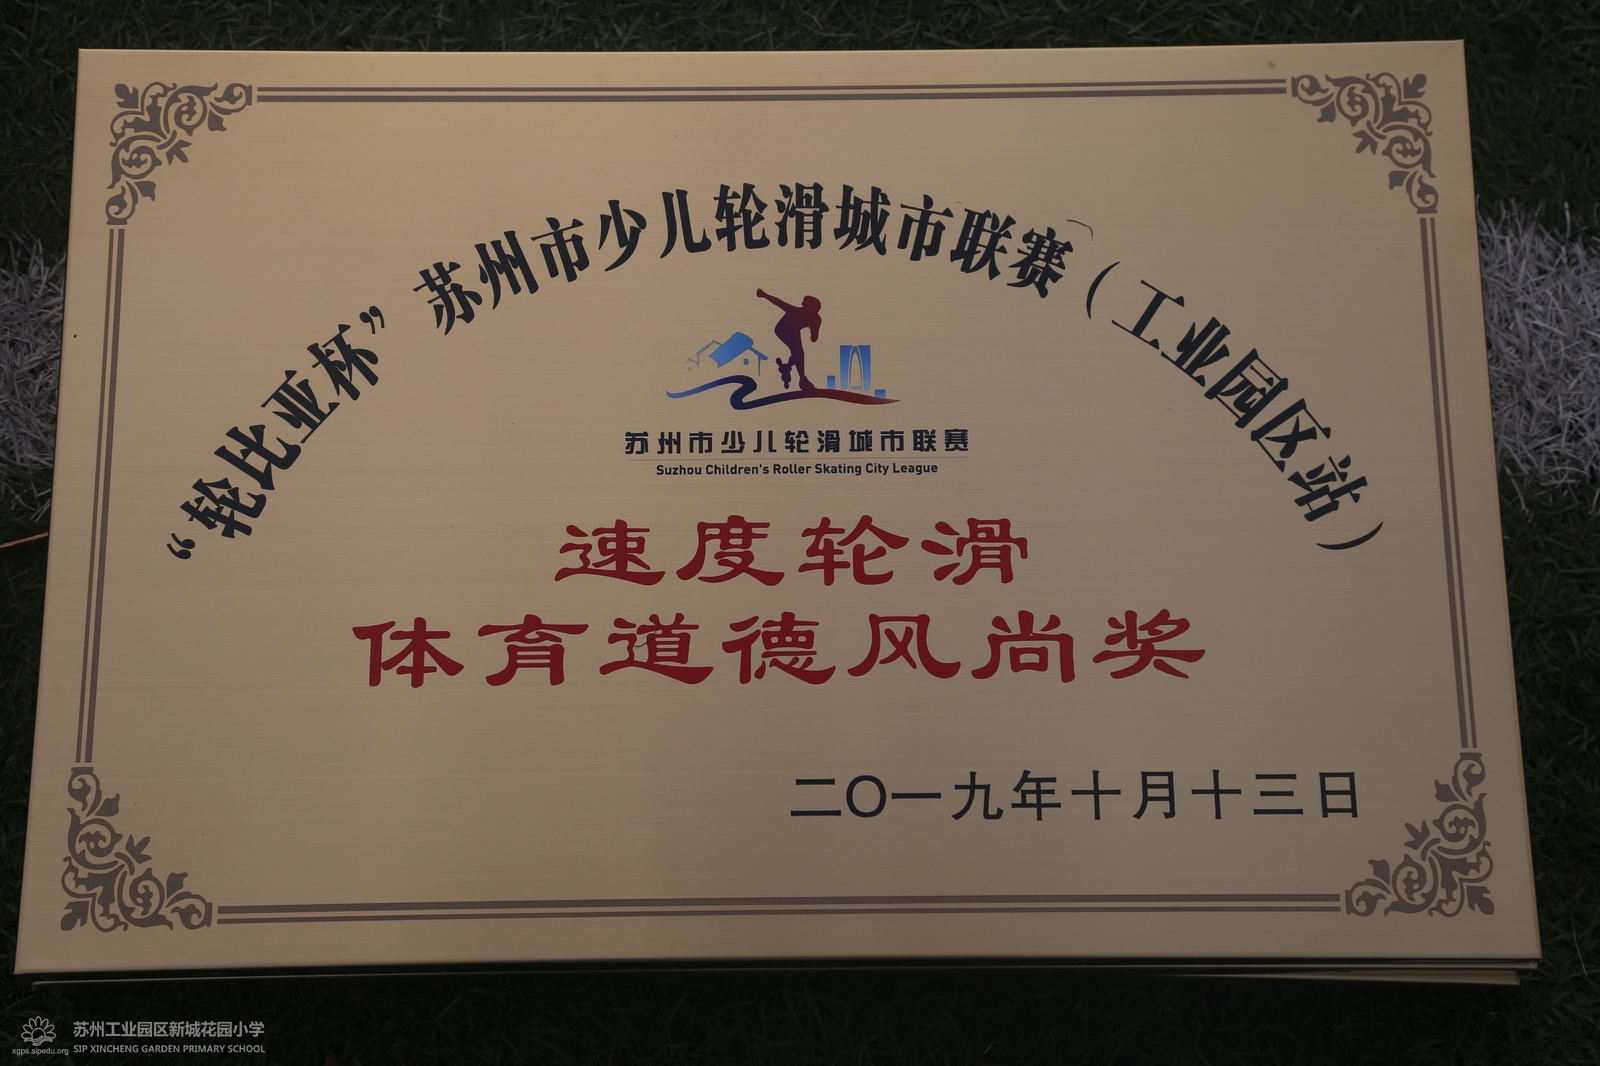 “轮比亚杯”苏州市少儿轮滑城市联赛（工业园区站）
苏州市少儿轮滑城市联赛
Suzhou Children's Roller Skating City League
速度轮滑
体育道德风尚奖
二〇一九年十月十三日
苏州工业园区新城花园小学
xgps.sipedu.org
SIP XINCHENG GARDEN PRIMARY SCHOOL